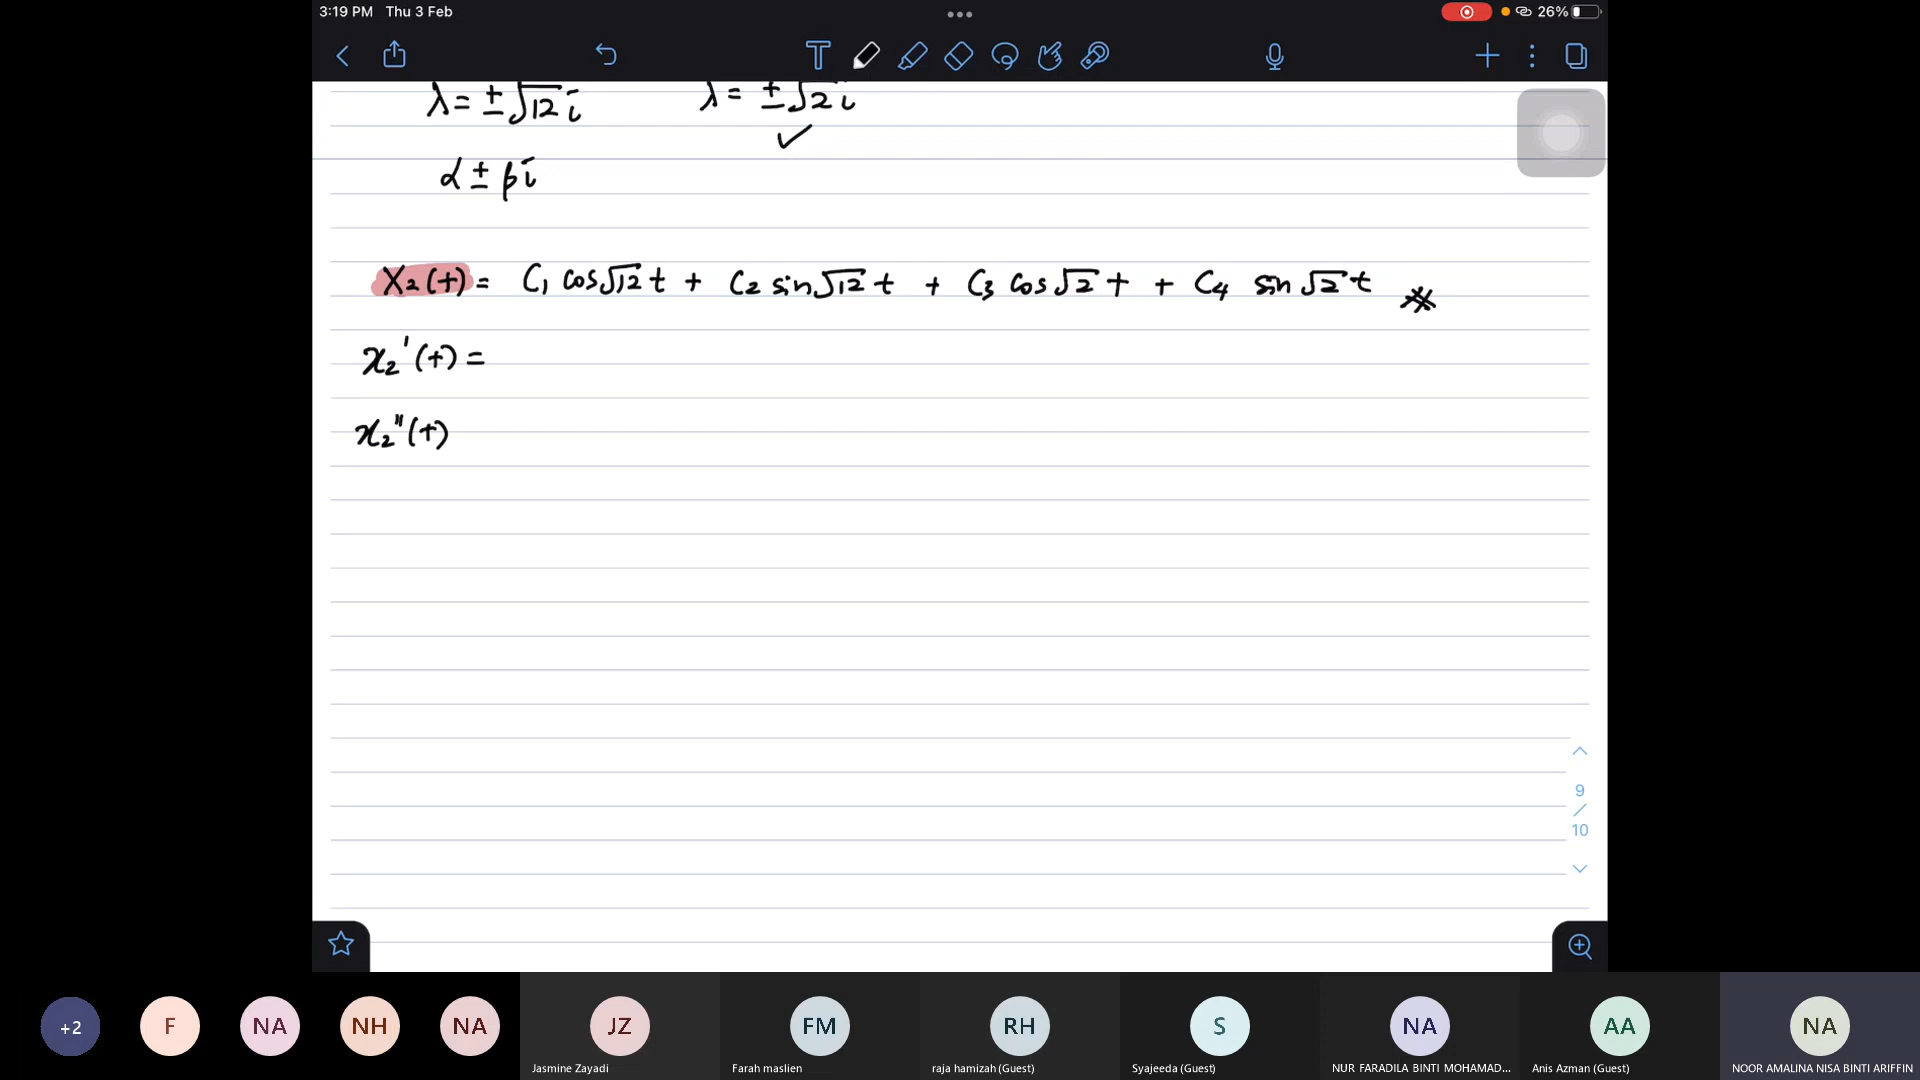 3:19 PM Thu 3 Feb
26%
λ = ±√12 i λ = ±√2 i
✓
α ± βi
X₂(t) = C₁ cos√12 t + C₂ sin√12 t + C₃ cos√2 t + C₄ sin√2 t
x₂'(t) =
x₂"(t)
9
/
10
+2
F
NA
NH
NA
JZ
Jasmine Zayadi
FM
Farah maslien
RH
raja hamizah (Guest)
S
Syajeeda (Guest)
NA
NUR FARADILA BINTI MOHAMAD...
AA
Anis Azman (Guest)
NA
NOOR AMALINA NISA BINTI ARIFFIN